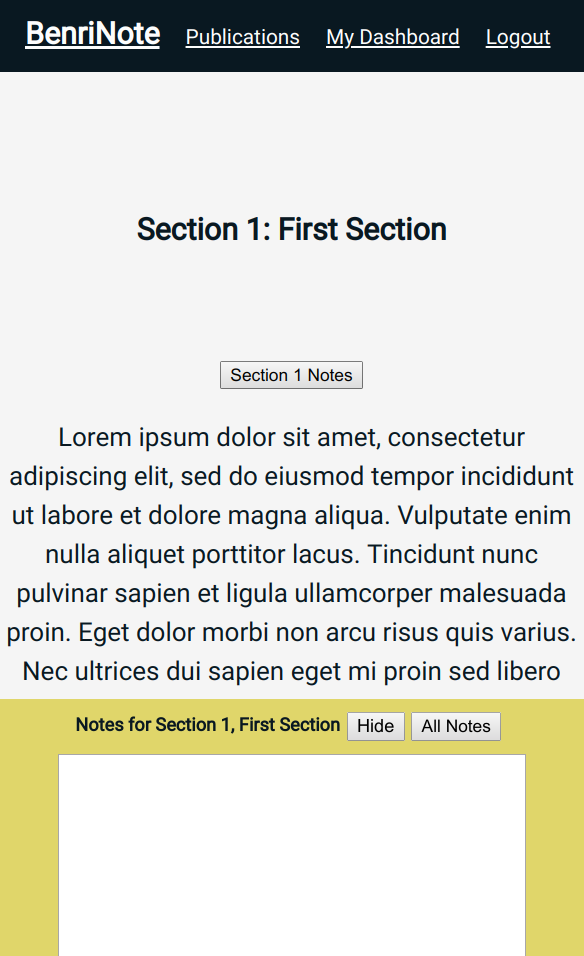 BenriNote Publications My Dashboard Logout
Section 1: First Section
Section 1 Notes
Lorem ipsum dolor sit amet, consectetur
adipiscing elit, sed do eiusmod tempor incididunt
ut labore et dolore magna aliqua. Vulputate enim
nulla aliquet porttitor lacus. Tincidunt nunc
pulvinar sapien et ligula ullamcorper malesuada
proin. Eget dolor morbi non arcu risus quis varius.
Nec ultrices dui sapien eget mi proin sed libero
Notes for Section 1, First Section Hide All Notes